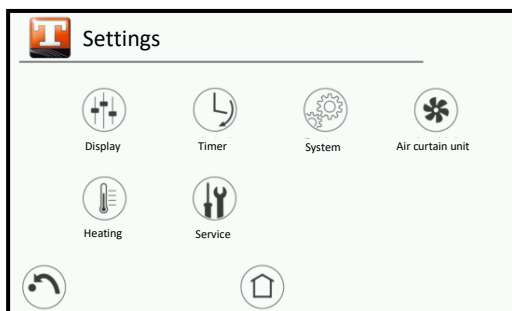 T Settings
Display Timer System Air curtain unit
Heating Service